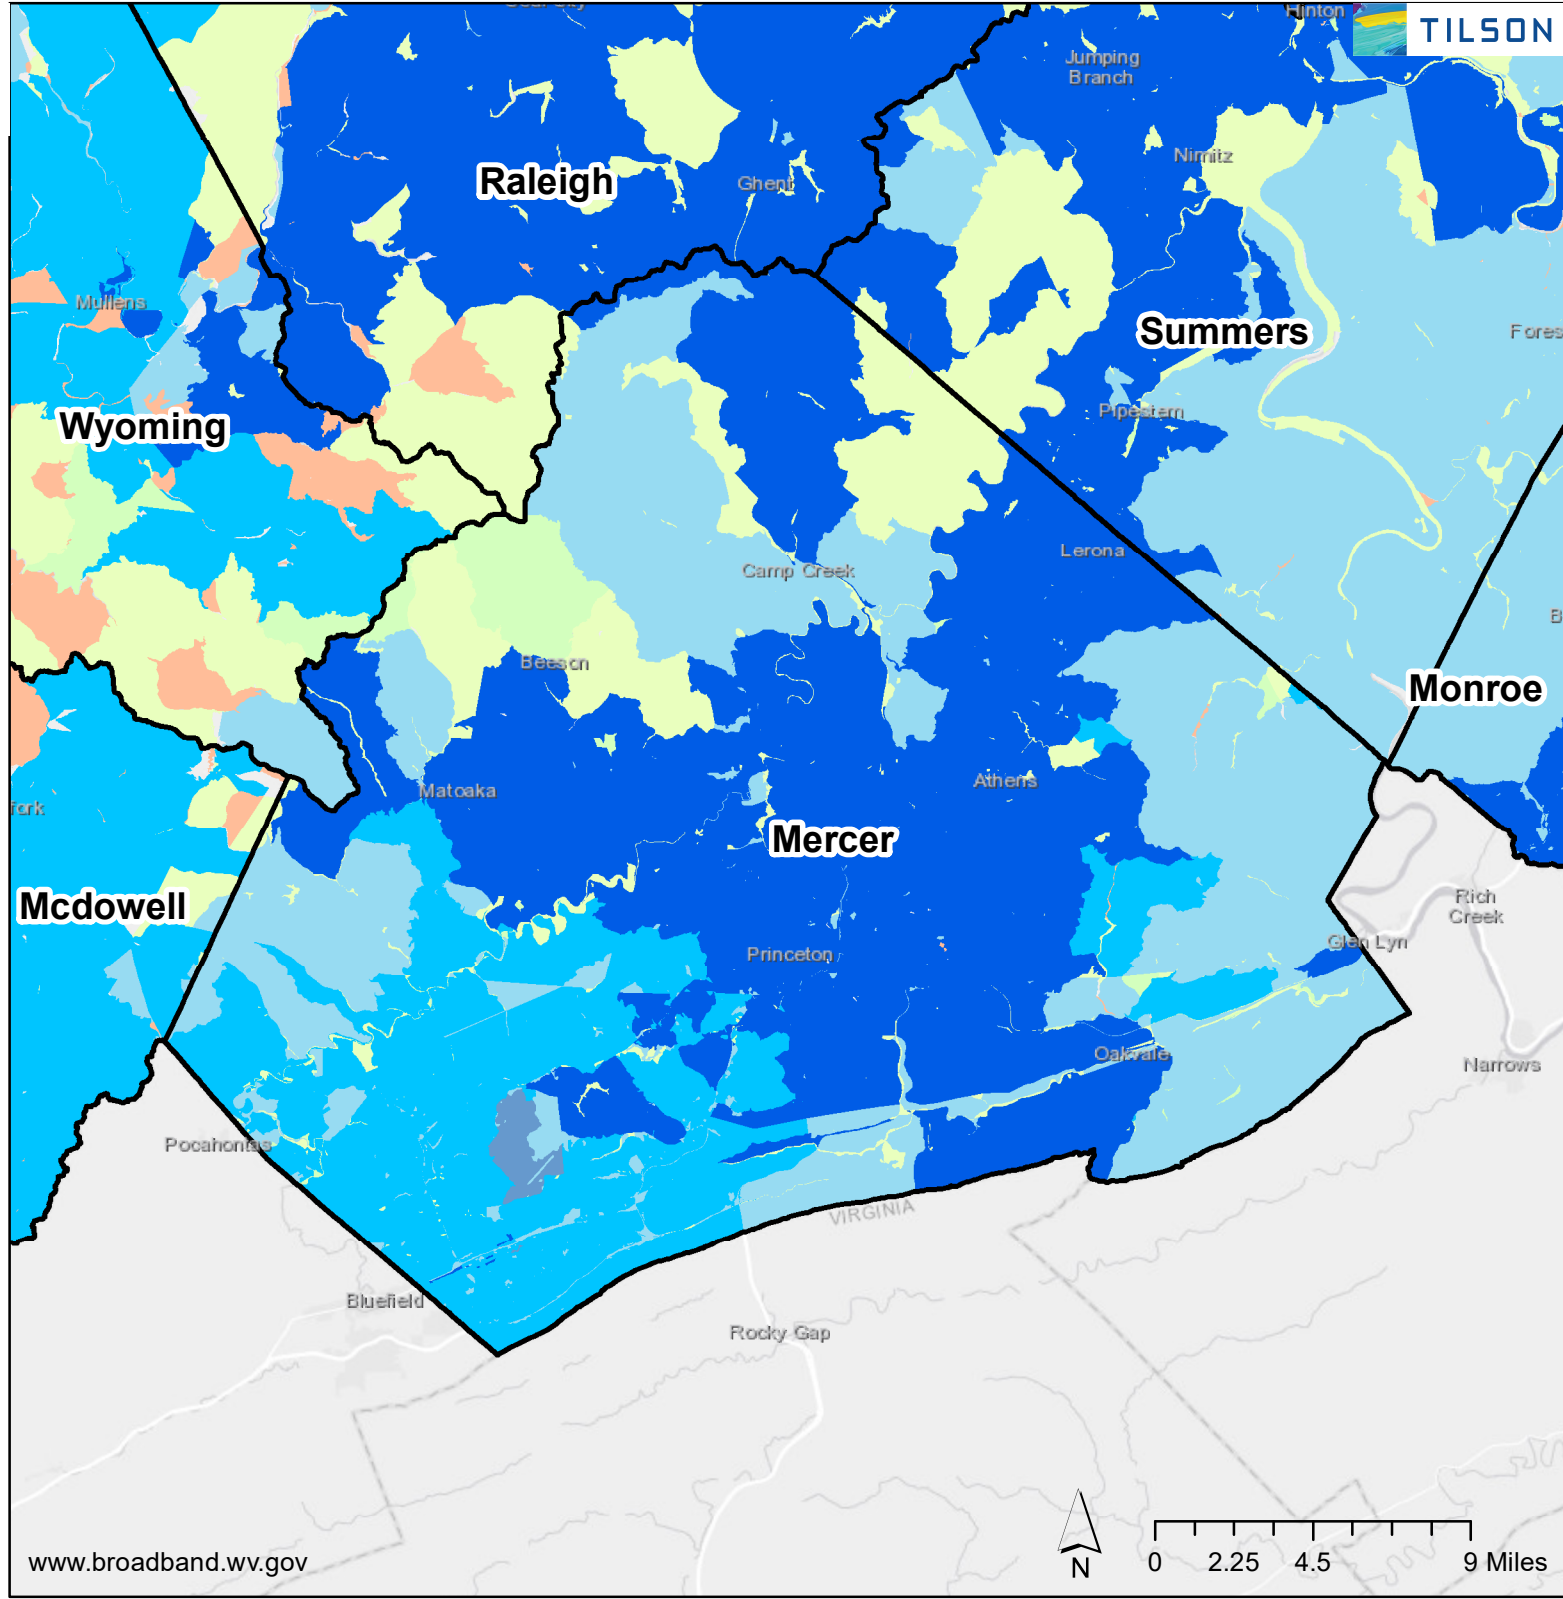 Hinton
TILSON
Jumping
Branch
Nimitz
Raleigh
Ghent
Mullens
Summers
Fores
Pipestem
Wyoming
Lerona
Camp Creek
B
Beeson
Monroe
Athens
Matoaka
fork
Mercer
Mcdowell
Rich
Creek
Glen Lyn
Princeton
Oakvale
Narrows
Pocahontas
VIRGINIA
Bluefield
Rocky Gap
www.broadband.wv.gov
N
0 2.25 4.5 9 Miles